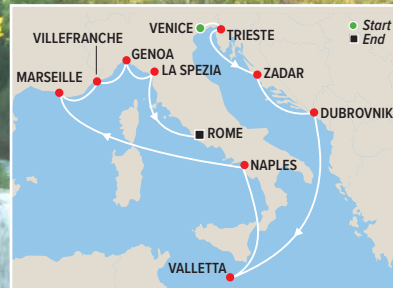 VENICE
Start
End
TRIESTE
VILLEFRANCHE
GENOA
MARSEILLE
LA SPEZIA
ZADAR
DUBROVNIK
ROME
NAPLES
VALLETTA